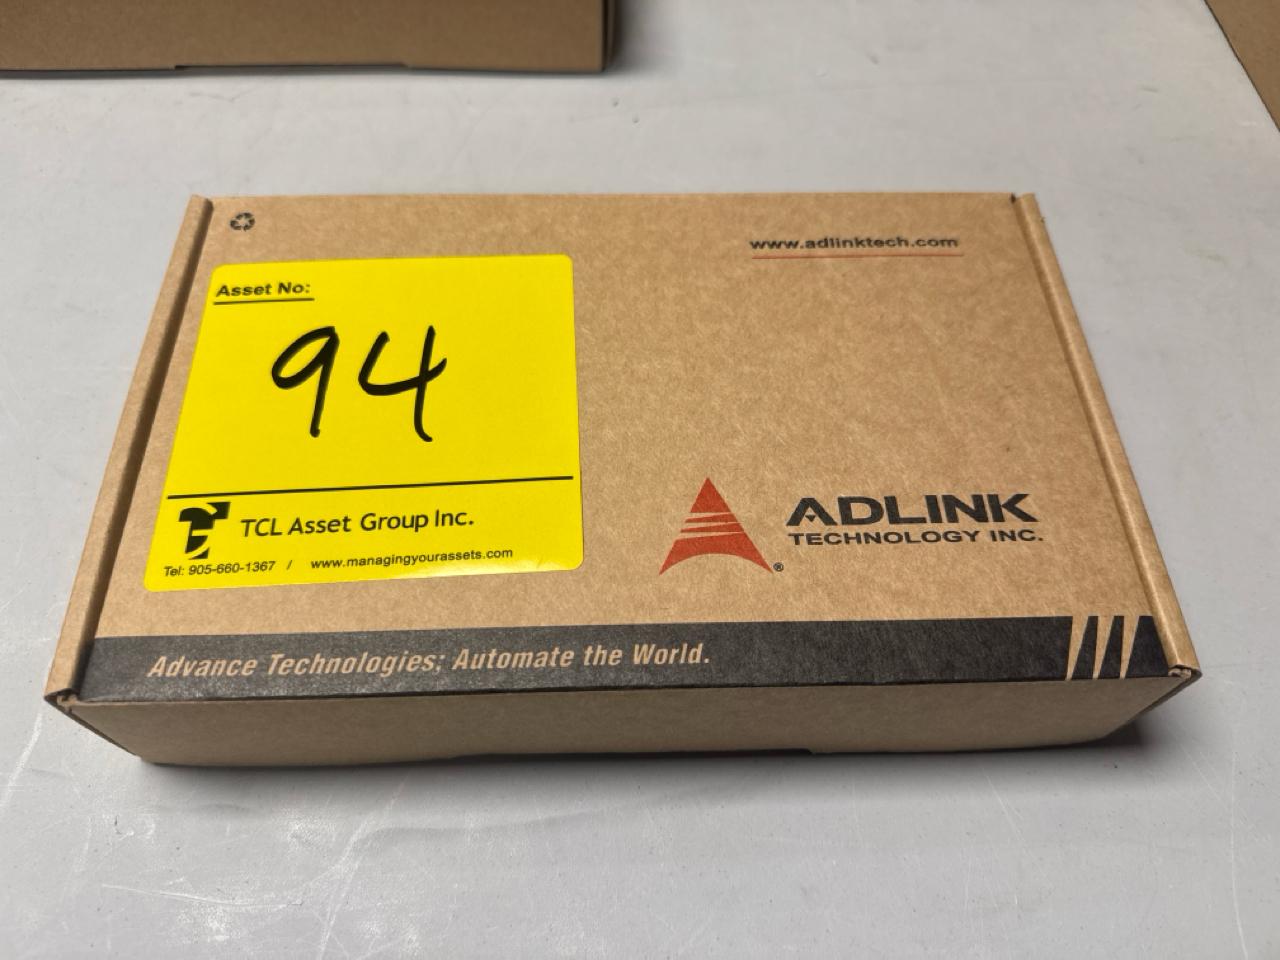 www.adlinktech.com
Asset No:
94
TCL Asset Group Inc.
Tel: 905-660-1367 / www.managingyourassets.com
ADLINK
TECHNOLOGY INC.
®
Advance Technologies; Automate the World.